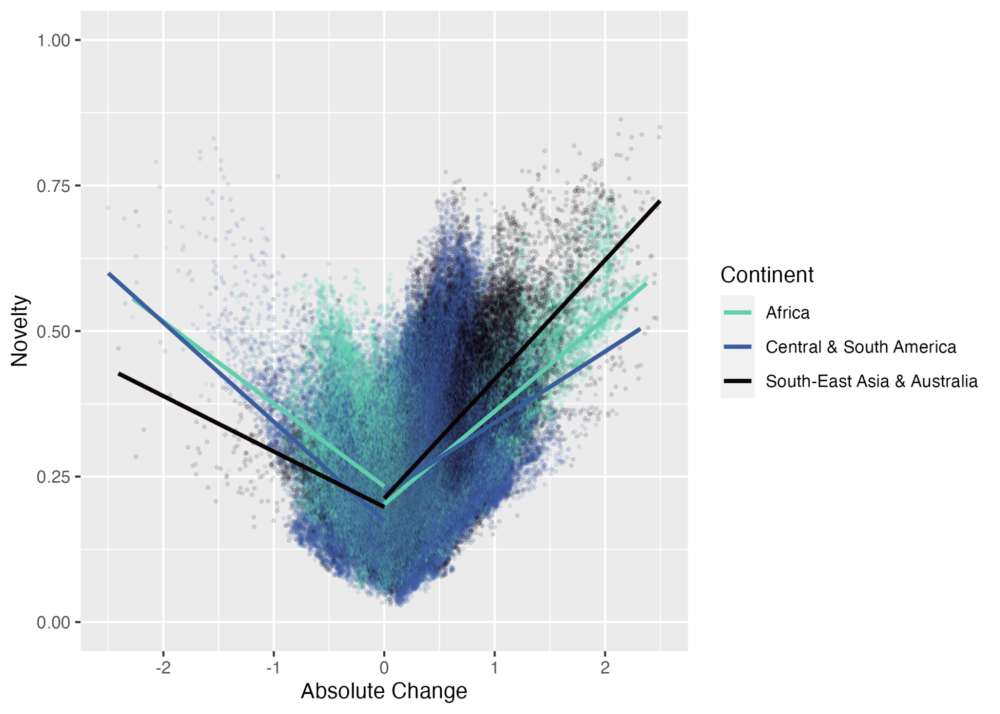 1.00
0.75
0.50
0.25
0.00
Novelty
-2 -1 0 1 2
Absolute Change
Continent
Africa
Central & South America
South-East Asia & Australia